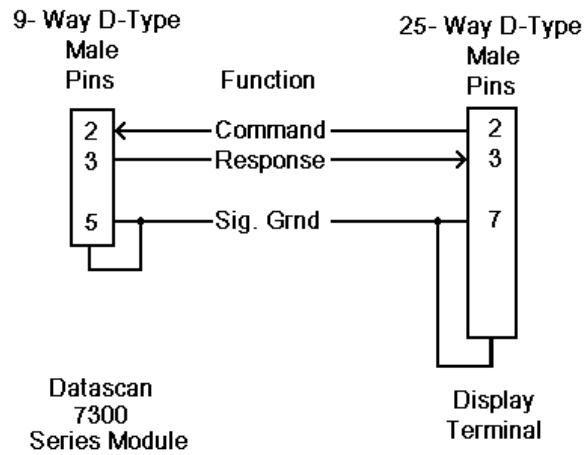 9- Way D-Type
Male
Pins
Function
25- Way D-Type
Male
Pins
2
Command
2
3
Response
3
5
Sig. Grnd
7
Datascan
7300
Series Module
Display
Terminal